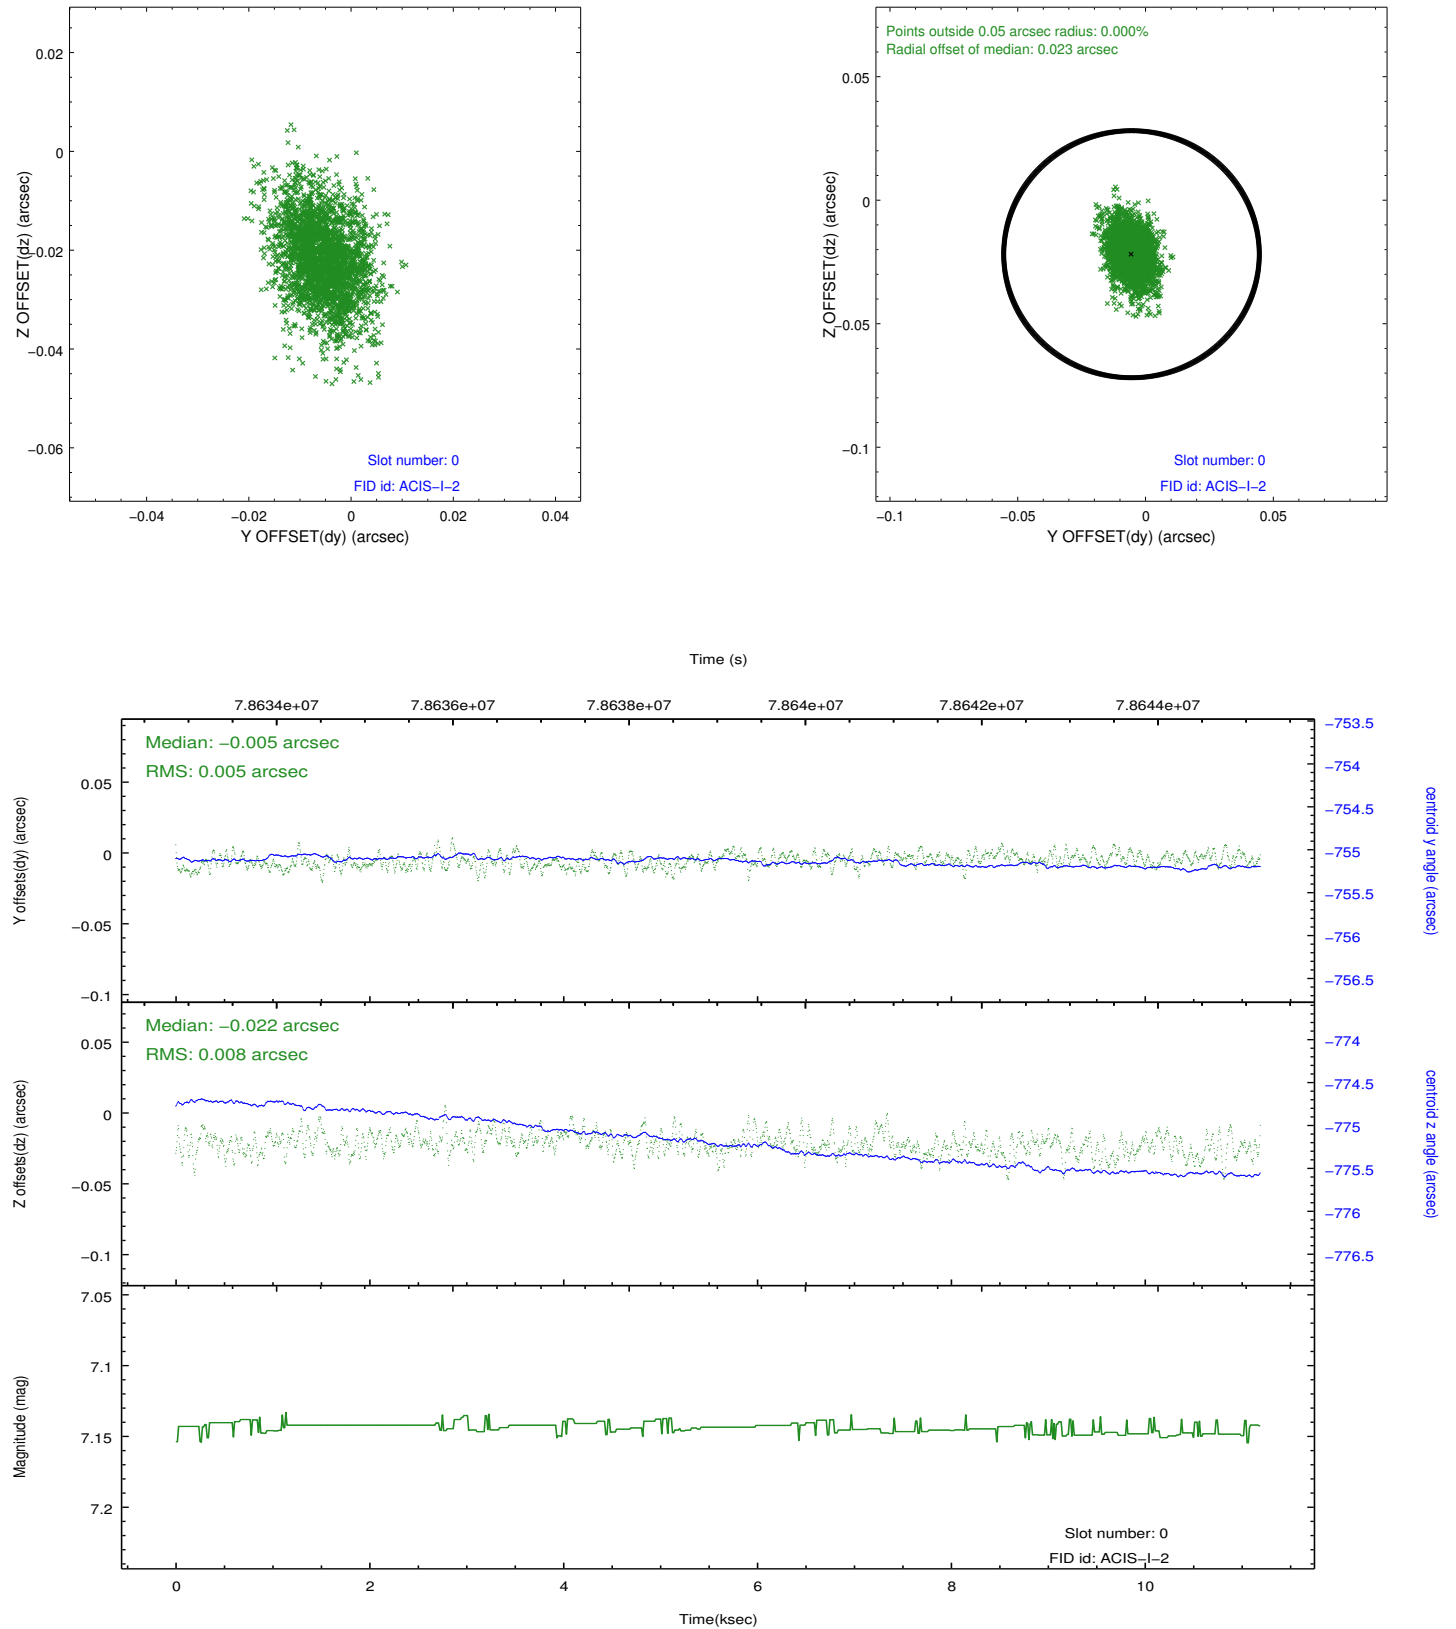 0.02
0
−0.02
−0.04
−0.06
Z OFFSET(dz) (arcsec)
Slot number: 0
FID id: ACIS−I−2
−0.04 −0.02 0 0.02 0.04
Y OFFSET(dy) (arcsec)
Points outside 0.05 arcsec radius: 0.000%
Radial offset of median: 0.023 arcsec
0.05
0
−0.05
−0.1
Z OFFSET(dz) (arcsec)
Slot number: 0
FID id: ACIS−I−2
−0.1 −0.05 0 0.05
Y OFFSET(dy) (arcsec)
Time (s)
7.8634e+07 7.8636e+07 7.8638e+07 7.864e+07 7.8642e+07 7.8644e+07
Median: −0.005 arcsec
RMS: 0.005 arcsec
0.05
0
−0.05
−0.1
Y offsets(dy) (arcsec)
−753.5
−754
−754.5
−755
−755.5
−756
−756.5
centroid y angle (arcsec)
Median: −0.022 arcsec
RMS: 0.008 arcsec
0.05
0
−0.05
−0.1
Z offsets(dz) (arcsec)
−774
−774.5
−775
−775.5
−776
−776.5
centroid z angle (arcsec)
7.05
7.1
7.15
7.2
Magnitude (mag)
Slot number: 0
FID id: ACIS−I−2
0 2 4 6 8 10
Time(ksec)